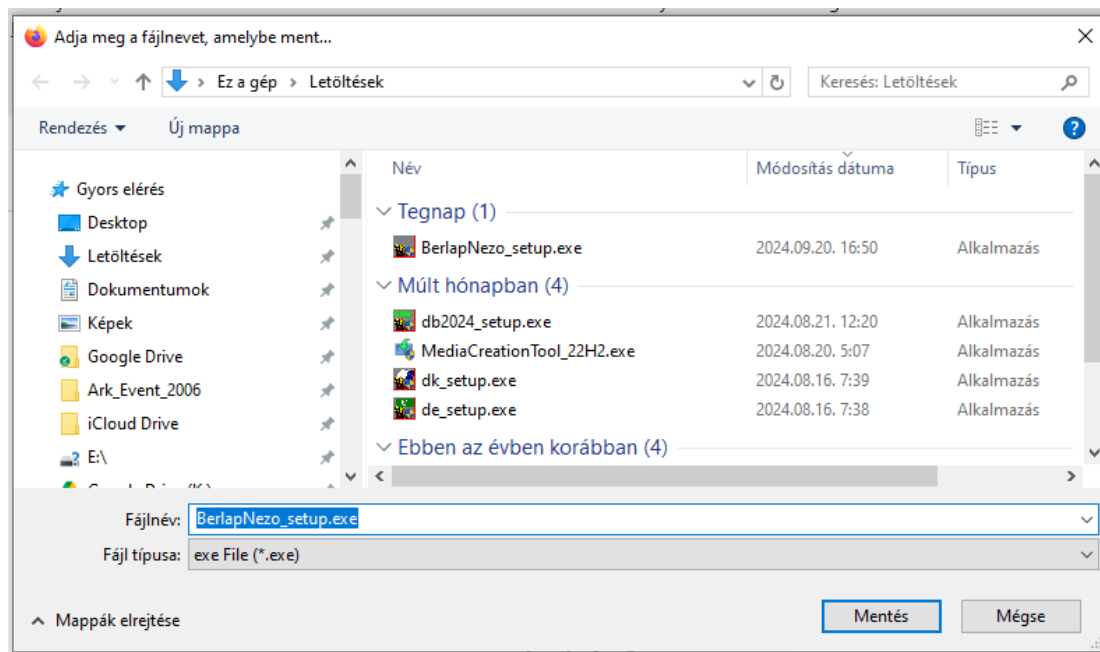 Adja meg a fájlnevet, amelybe ment...
Ez a gép
Letöltések
Keresés: Letöltések
Rendezés
Új mappa
Gyors elérés
Desktop
Letöltések
Dokumentumok
Képek
Google Drive
Ark_Event_2006
iCloud Drive
E:\
Név Módosítás dátuma Típus
Tegnap (1)
BerlapNezo_setup.exe 2024.09.20. 16:50 Alkalmazás
Múlt hónapban (4)
db2024_setup.exe 2024.08.21. 12:20 Alkalmazás
MediaCreationTool_22H2.exe 2024.08.20. 5:07 Alkalmazás
dk_setup.exe 2024.08.16. 7:39 Alkalmazás
de_setup.exe 2024.08.16. 7:38 Alkalmazás
Ebben az évben korábban (4)
Fájlnév: BerlapNezo_setup.exe
Fájl típusa: exe File (*.exe)
Mappák elrejtése
Mentés
Mégse